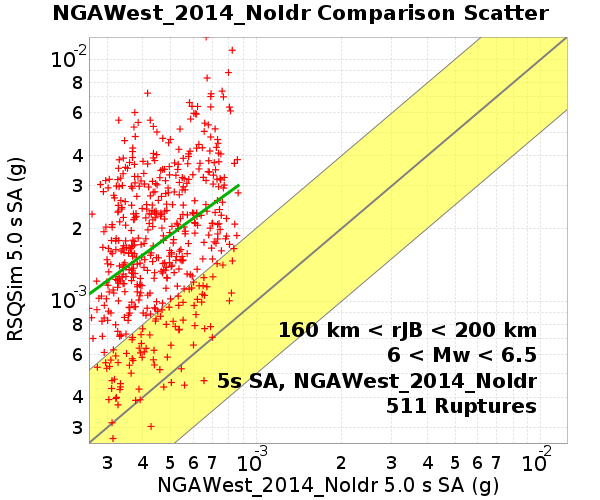 NGAWest_2014_NoIdr Comparison Scatter
10-2
8
6
4
3
2
10-3
8
6
4
3
RSQSim 5.0 s SA (g)
160 km < rJB < 200 km
6 < Mw < 6.5
5s SA, NGAWest_2014_NoIdr
511 Ruptures
3 4 5 6 7 10-3 2 3 4 5 6 7 10-2
NGAWest_2014_NoIdr 5.0 s SA (g)